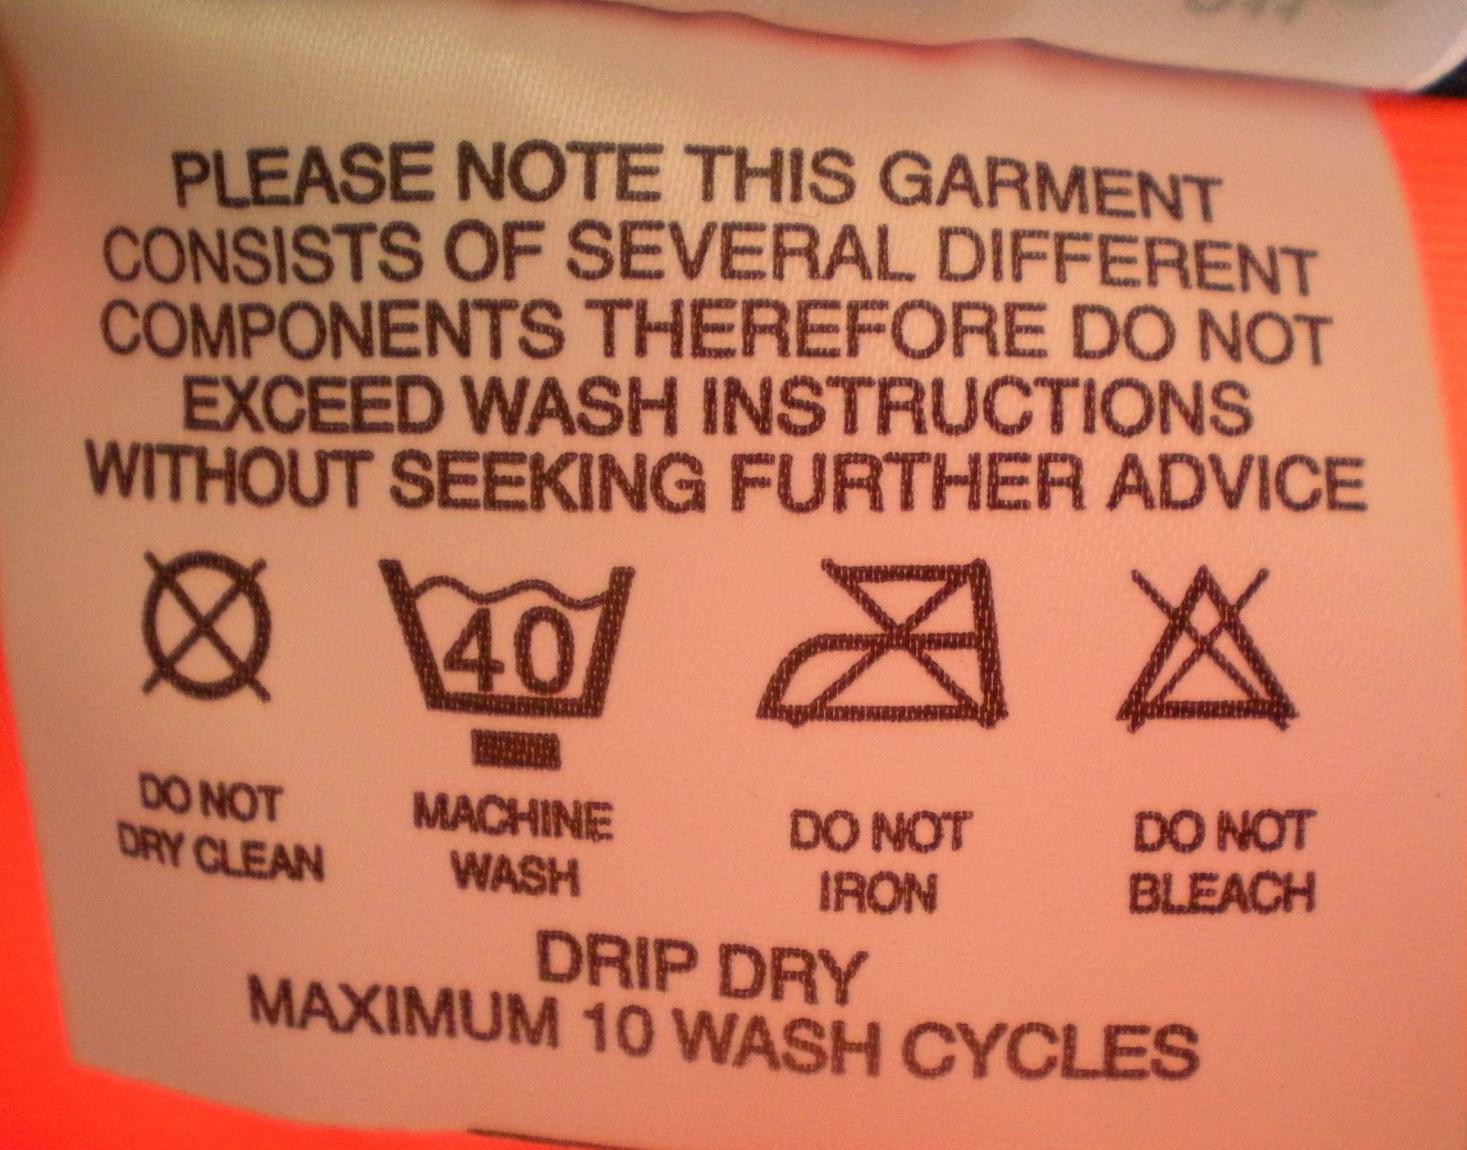 PLEASE NOTE THIS GARMENT
CONSISTS OF SEVERAL DIFFERENT
COMPONENTS THEREFORE DO NOT
EXCEED WASH INSTRUCTIONS
WITHOUT SEEKING FURTHER ADVICE
40
DO NOT
DRY CLEAN
MACHINE
WASH
DO NOT
IRON
DO NOT
BLEACH
DRIP DRY
MAXIMUM 10 WASH CYCLES